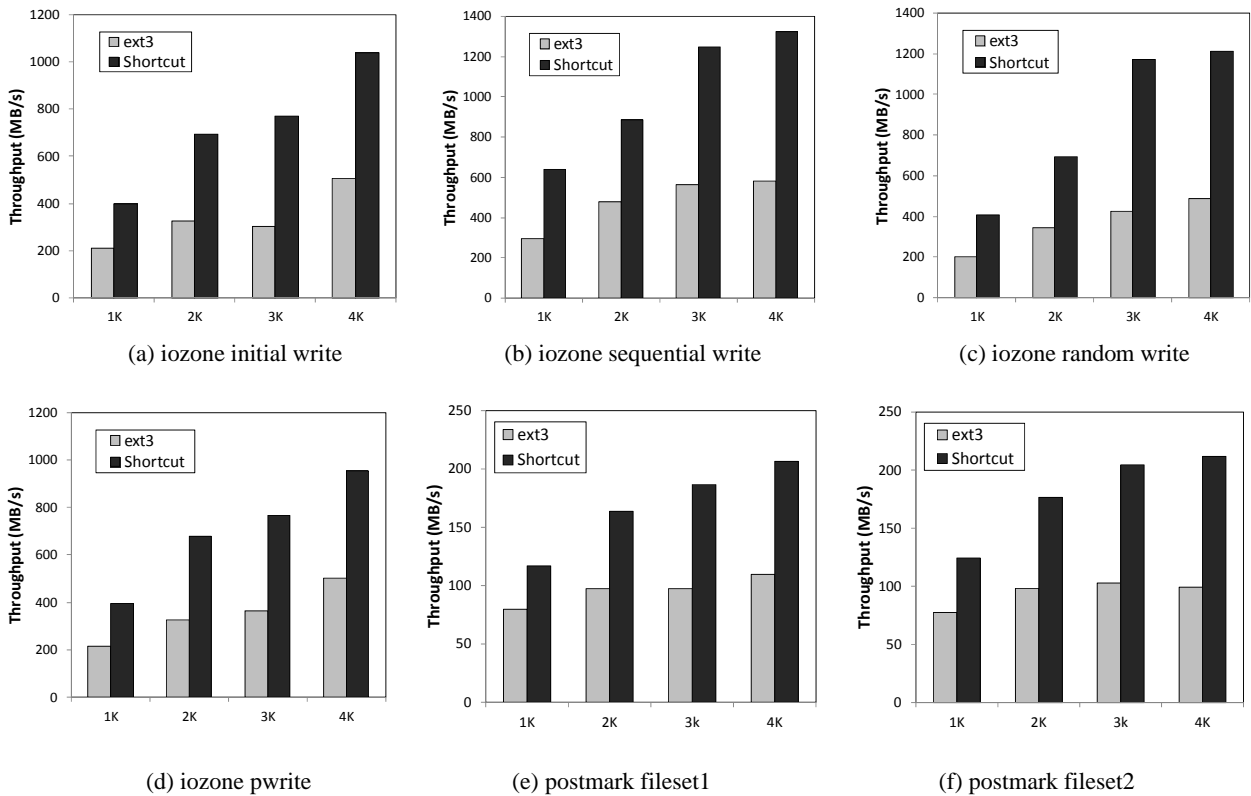 1200
1000
800
600
400
200
0
Throughput (MB/s)
ext3
Shortcut
1K 2K 3K 4K
(a) iozone initial write
1400
1200
1000
800
600
400
200
0
Throughput (MB/s)
ext3
Shortcut
1K 2K 3K 4K
(b) iozone sequential write
1400
1200
1000
800
600
400
200
0
Throughput (MB/s)
ext3
Shortcut
1K 2K 3K 4K
(c) iozone random write
1200
1000
800
600
400
200
0
Throughput (MB/s)
ext3
Shortcut
1K 2K 3K 4K
(d) iozone pwrite
250
200
150
100
50
0
Throughput (MB/s)
ext3
Shortcut
1K 2K 3k 4K
(e) postmark fileset1
250
200
150
100
50
0
Throughput (MB/s)
ext3
Shortcut
1K 2K 3k 4K
(f) postmark fileset2